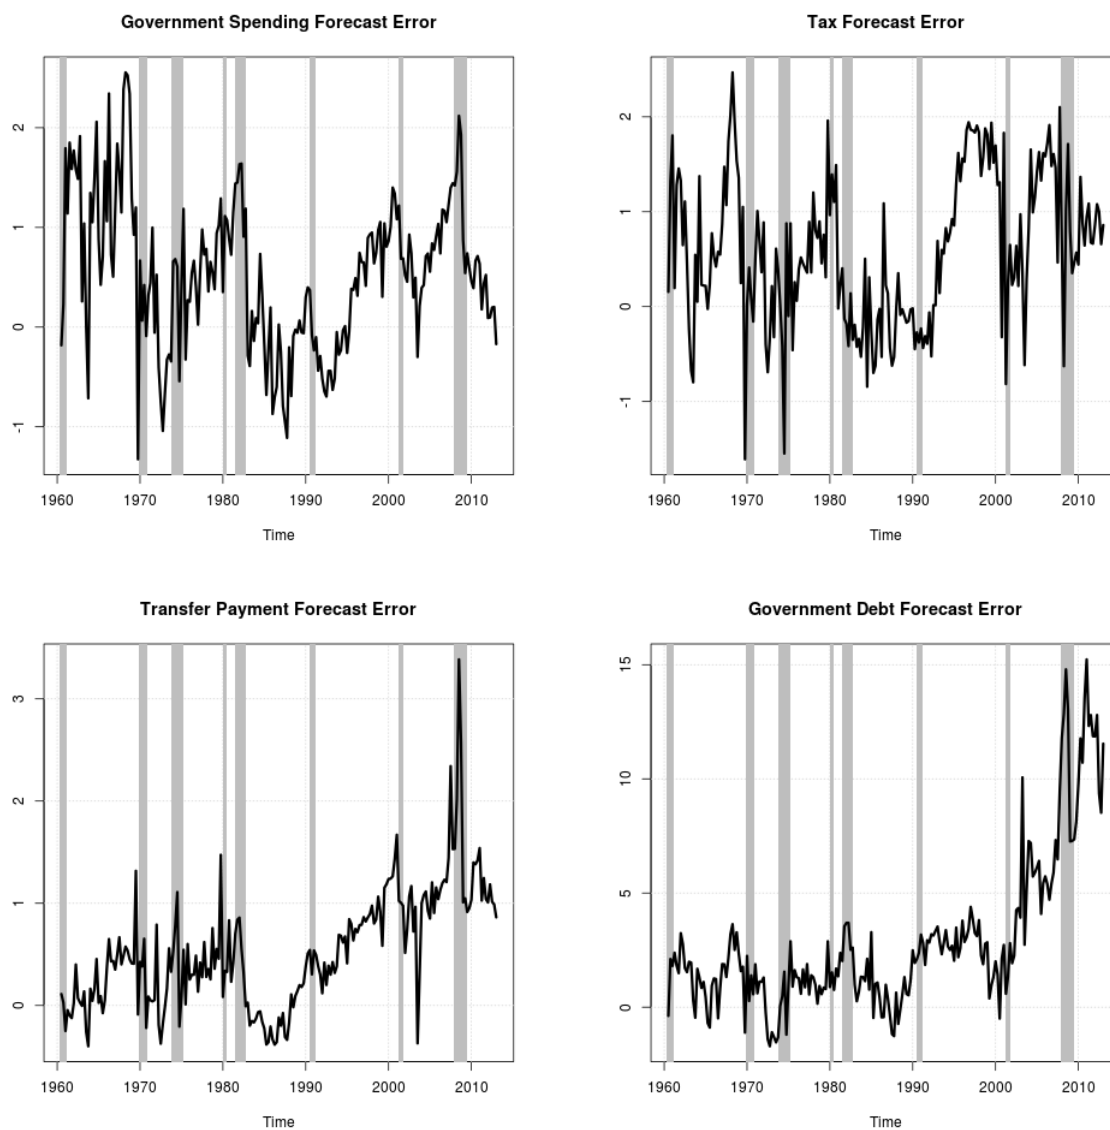 Government Spending Forecast Error
2
1
0
-1
1960 1970 1980 1990 2000 2010
Time
Tax Forecast Error
2
1
0
-1
1960 1970 1980 1990 2000 2010
Time
Transfer Payment Forecast Error
3
2
1
0
1960 1970 1980 1990 2000 2010
Time
Government Debt Forecast Error
15
10
5
0
1960 1970 1980 1990 2000 2010
Time